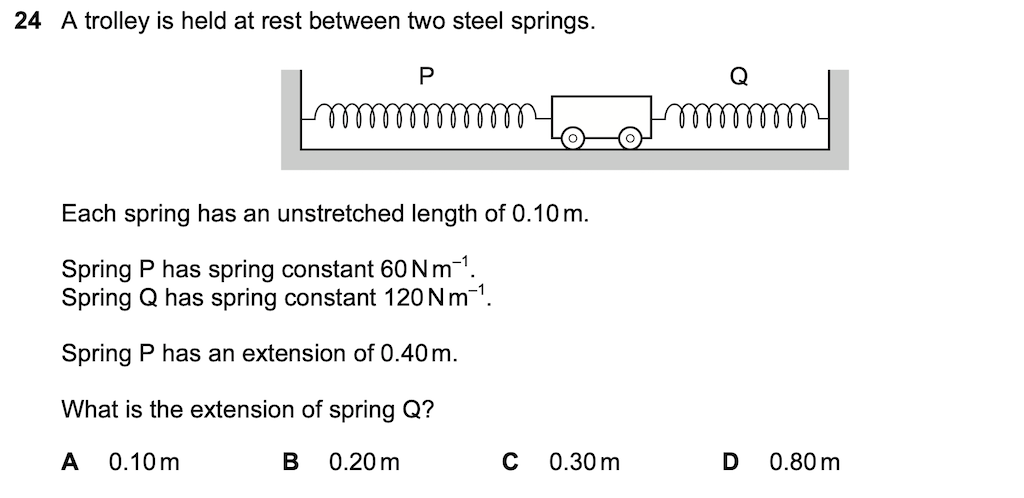 24 A trolley is held at rest between two steel springs.
P
Q
Each spring has an unstretched length of 0.10 m.
Spring P has spring constant 60 N m⁻¹.
Spring Q has spring constant 120 N m⁻¹.
Spring P has an extension of 0.40 m.
What is the extension of spring Q?
A 0.10 m B 0.20 m C 0.30 m D 0.80 m